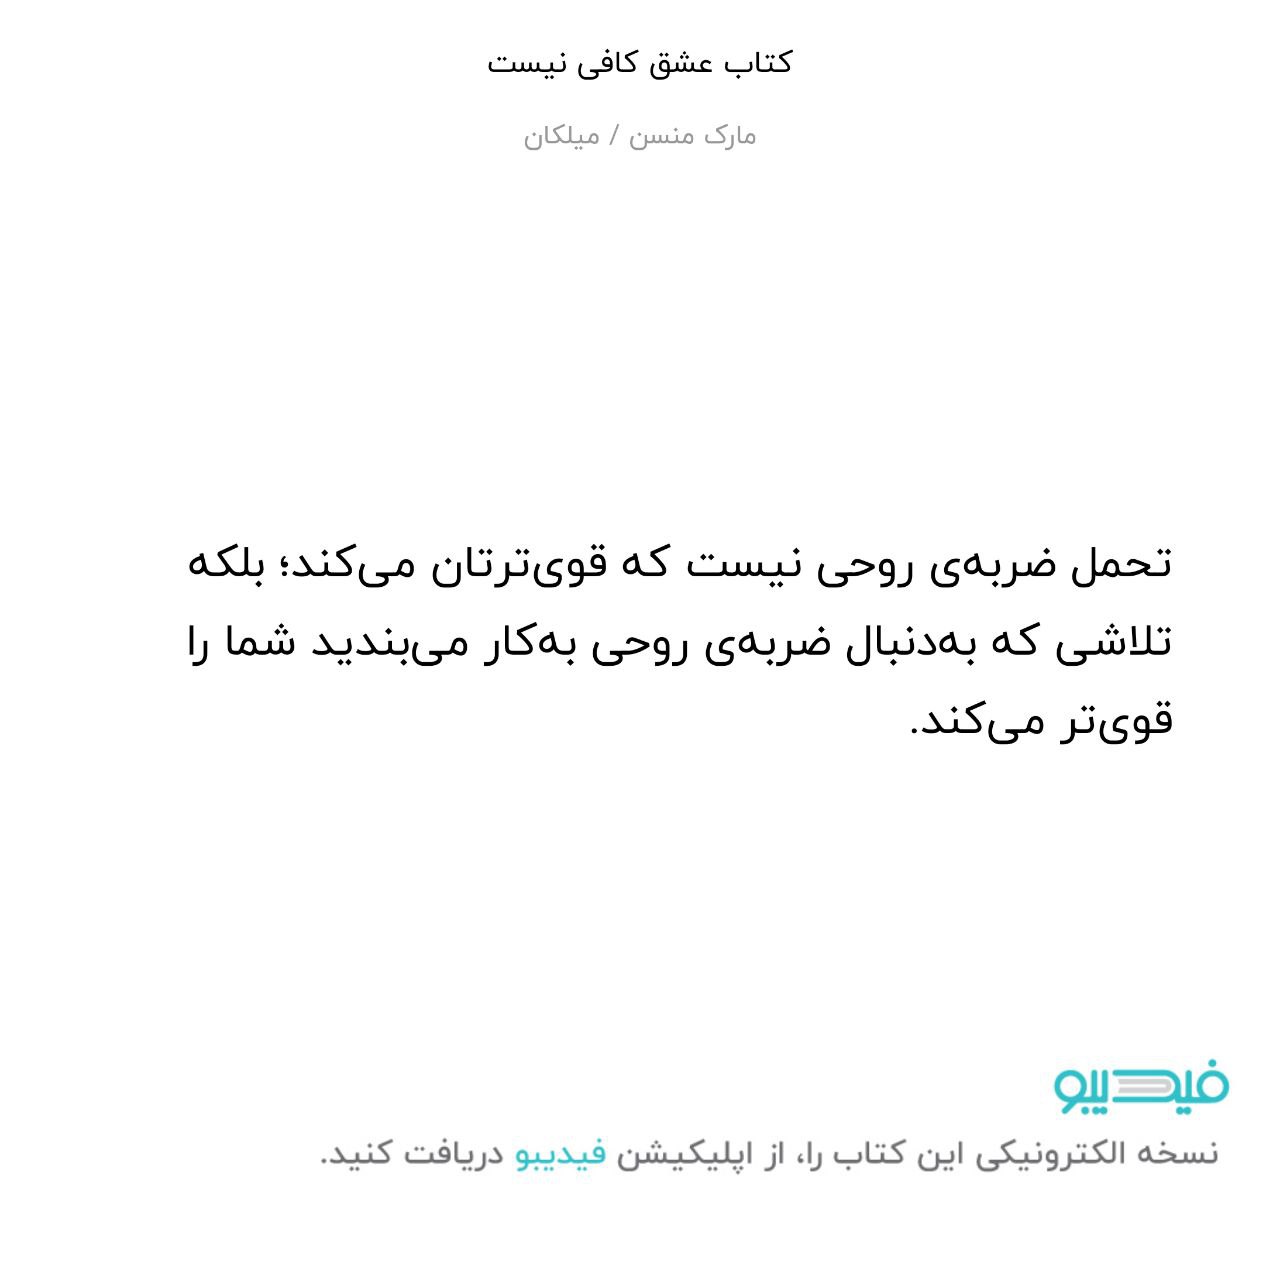 کتاب عشق کافی نیست
مارک منسن / میلکان
تحمل ضربه‌ی روحی نیست که قوی‌ترتان می‌کند؛ بلکه
تلاشی که به‌دنبال ضربه‌ی روحی به‌کار می‌بندید شما را
قوی‌تر می‌کند.
فیدیبو
نسخه الکترونیکی این کتاب را، از اپلیکیشن فیدیبو دریافت کنید.